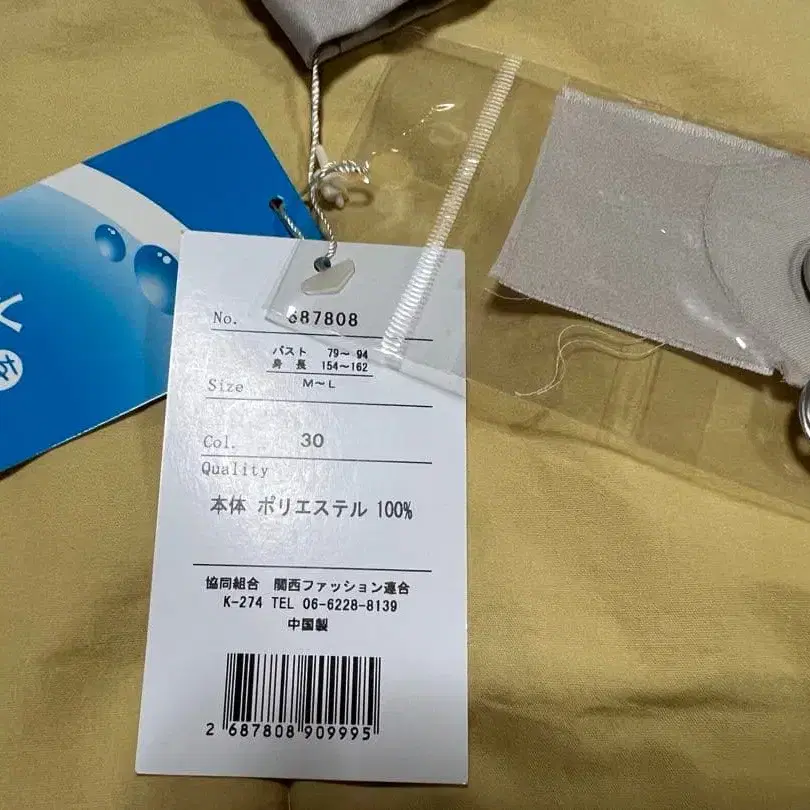 No. 687808
バスト 79～ 94
身 長 154～162
Size M～L
Col. 30
Quality
本体 ポリエステル 100%
協同組合 関西ファッション連合
K-274 TEL 06-6228-8139
中国製
2 687808 909995